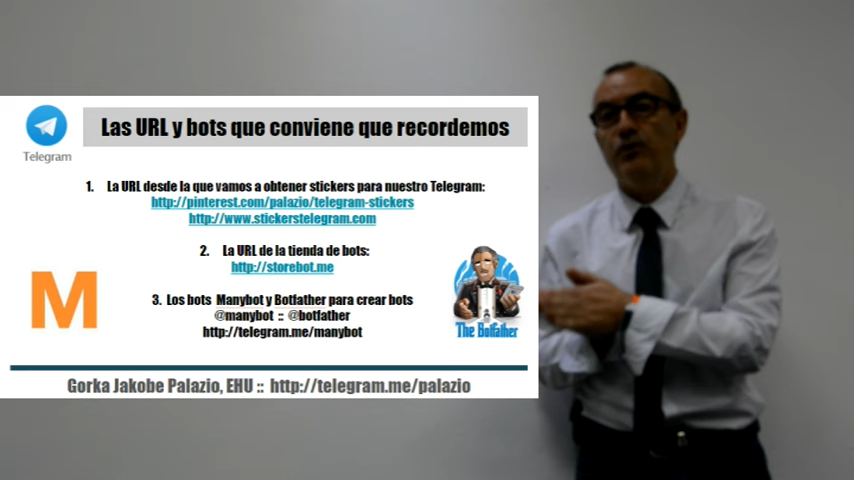 Telegram
Las URL y bots que conviene que recordemos
1. La URL desde la que vamos a obtener stickers para nuestro Telegram:
http://pinterest.com/palazio/telegram-stickers
http://www.stickerstelegram.com
2. La URL de la tienda de bots:
http://storebot.me
3. Los bots Manybot y Botfather para crear bots
@manybot :: @botfather
http://telegram.me/manybot
M
The Botfather
Gorka Jakobe Palazio, EHU :: http://telegram.me/palazio